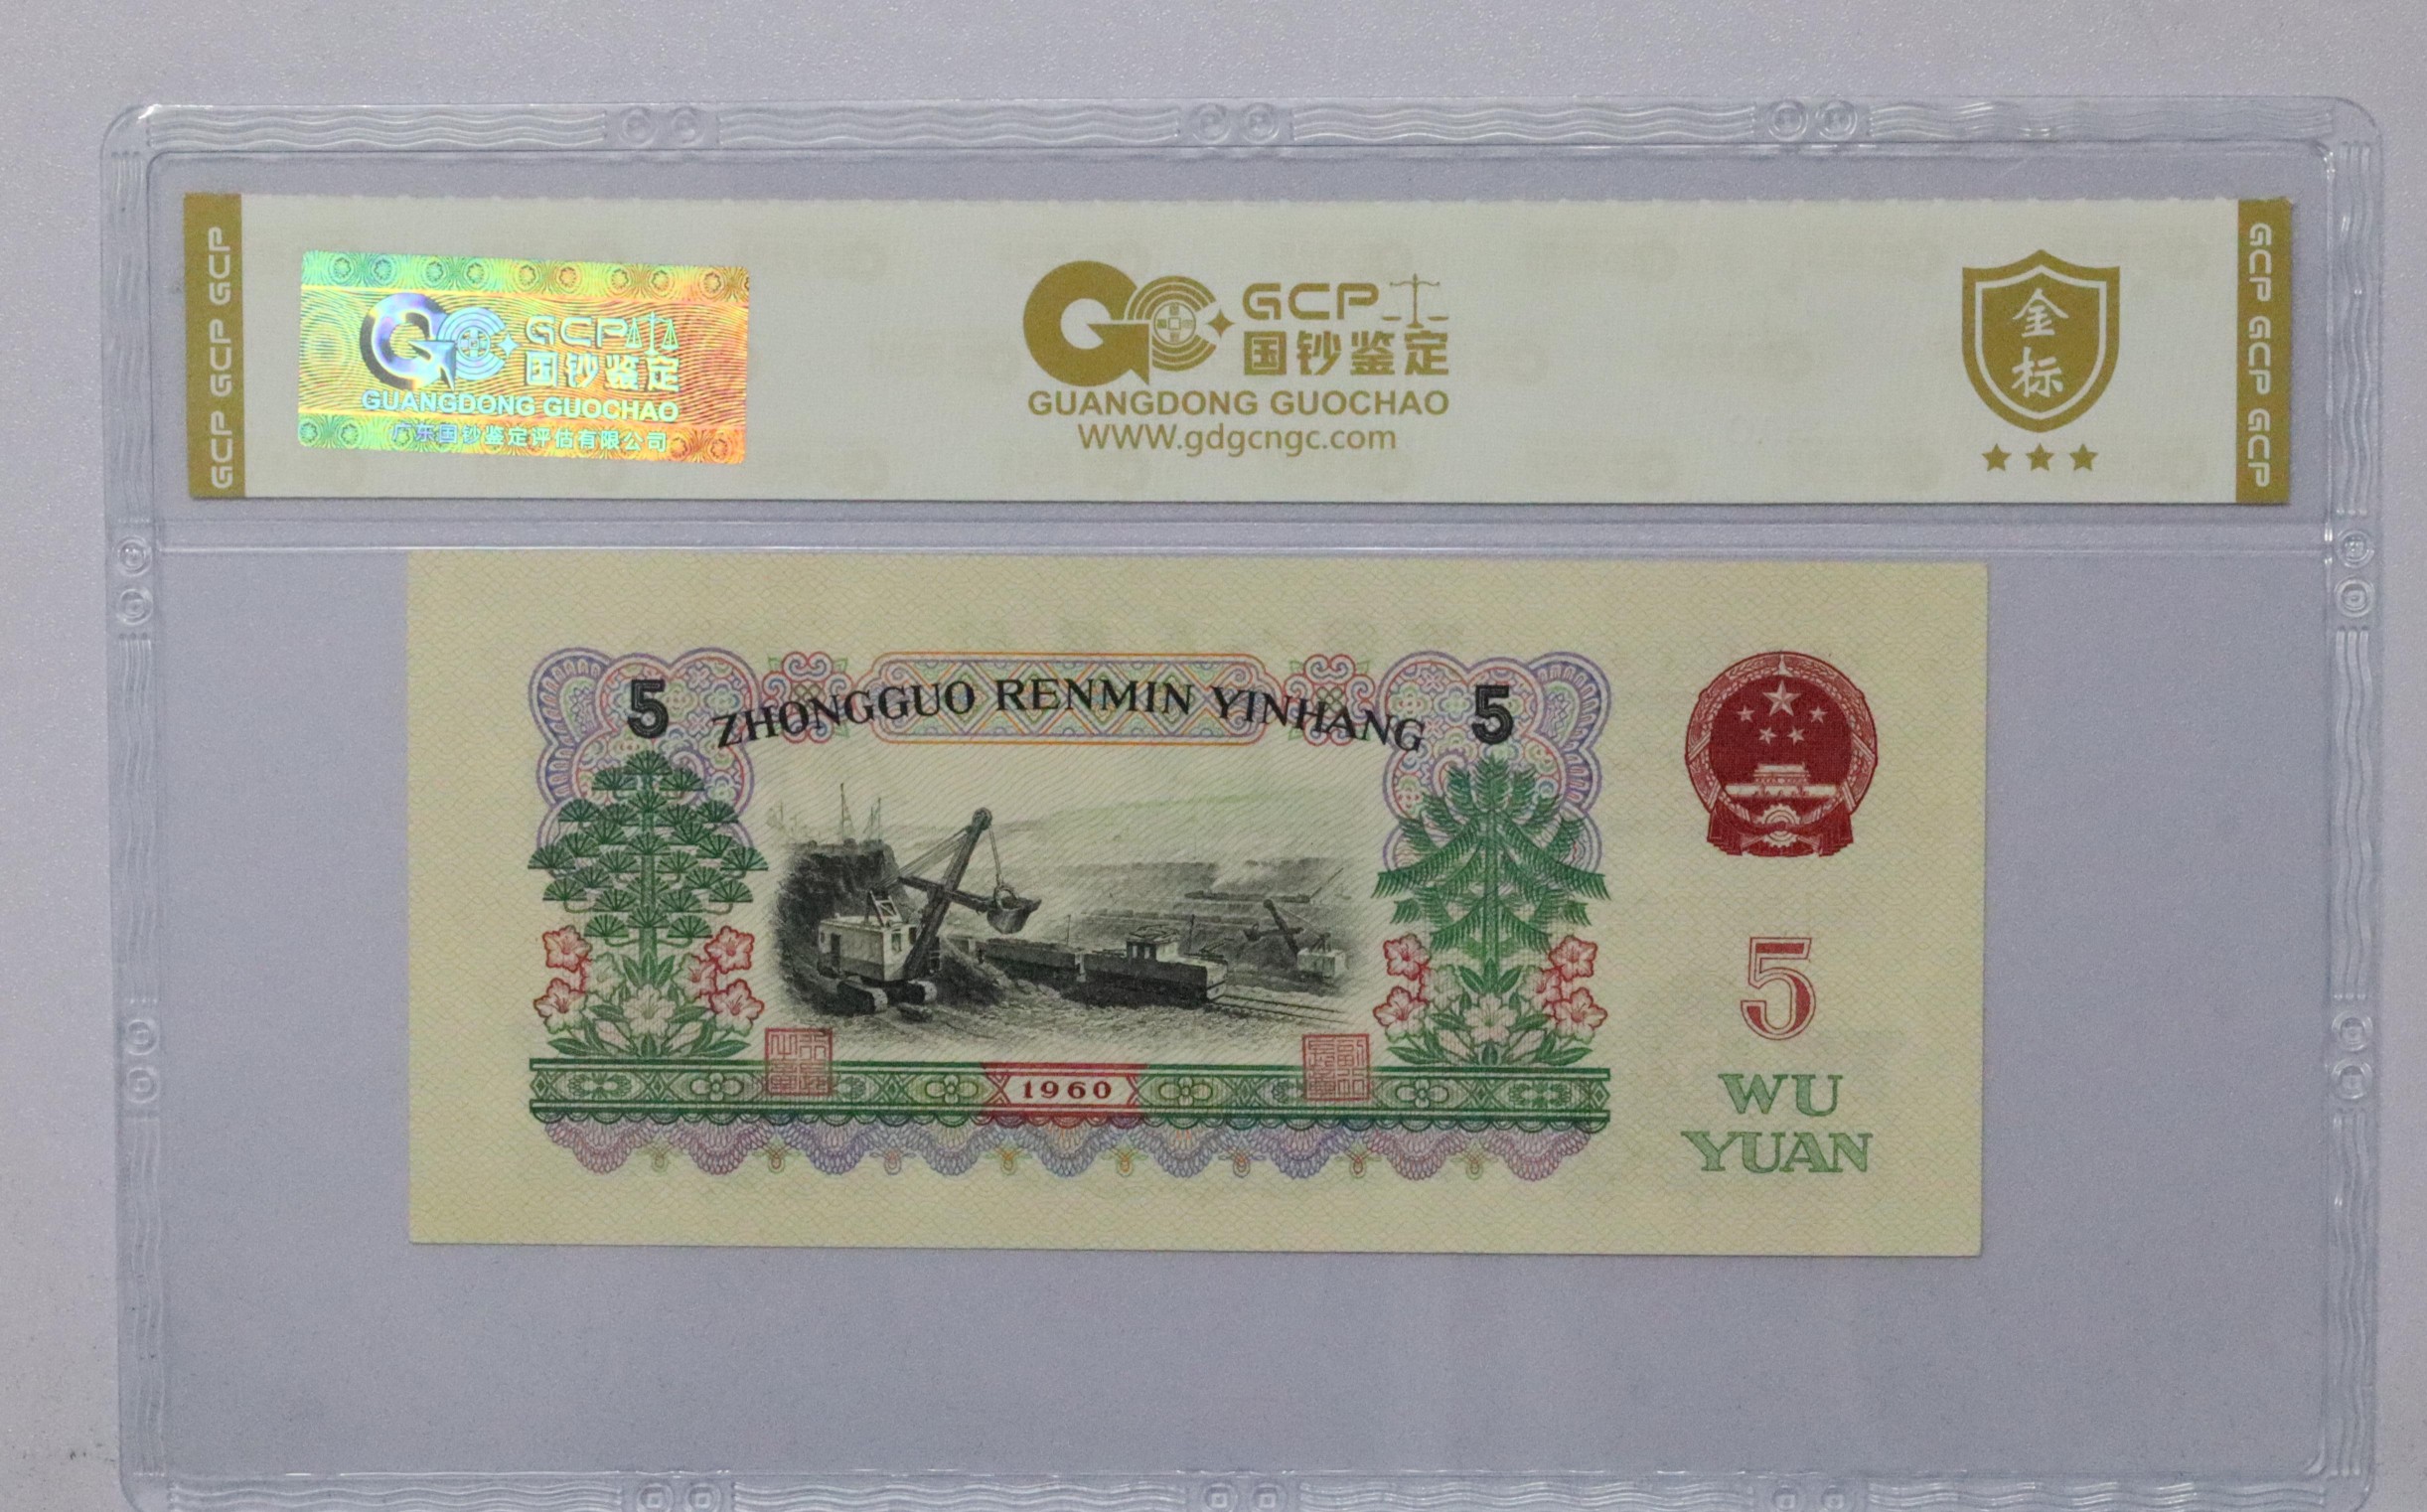 GCP GCP GCP
GCP
国钞鉴定
GUANGDONG GUOCHAO
广东国钞鉴定评估有限公司
GCP
国钞鉴定
GUANGDONG GUOCHAO
WWW.gdgcngc.com
金
标
GCP GCP GCP
5
ZHONGGUO RENMIN YINHANG
5
1960
5
WU
YUAN